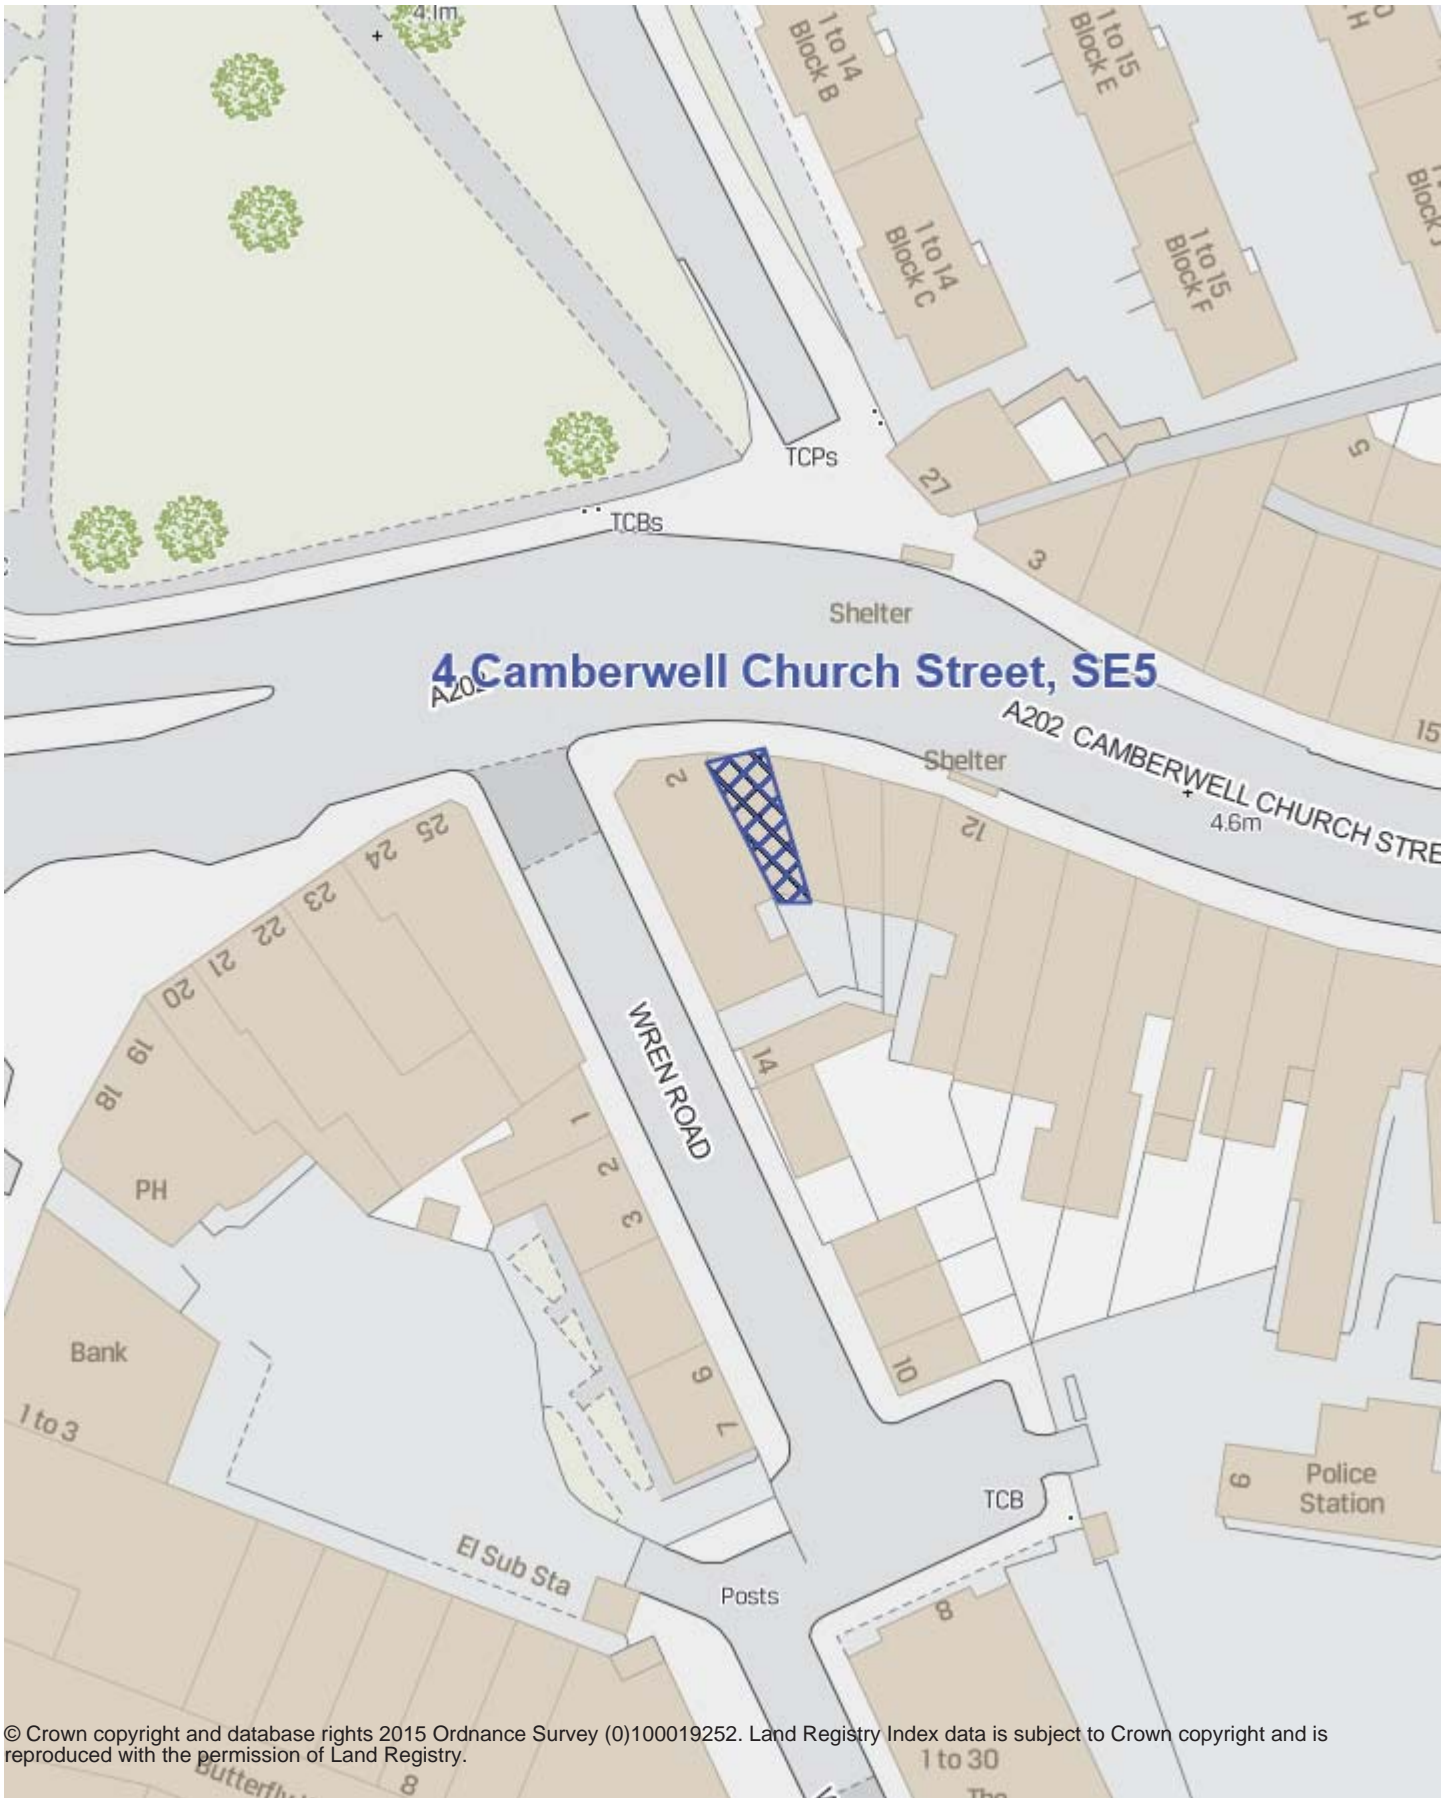 4.1m
1 to 14
Block B
1 to 15
Block E
H
1 to 14
Block C
1 to 15
Block F
Block J
TCPs
27
5
TCBs
3
Shelter
4 Camberwell Church Street, SE5
A202
A202 CAMBERWELL CHURCH STRE
15
Shelter
4.6m
2
12
25
24
23
22
21
20
19
18
PH
WREN ROAD
14
1
2
3
Bank
1 to 3
6
7
10
9
Police
Station
TCB
El Sub Sta
Posts
8
© Crown copyright and database rights 2015 Ordnance Survey (0)100019252. Land Registry Index data is subject to Crown copyright and is
reproduced with the permission of Land Registry.
Butterfly
8
1 to 30
The